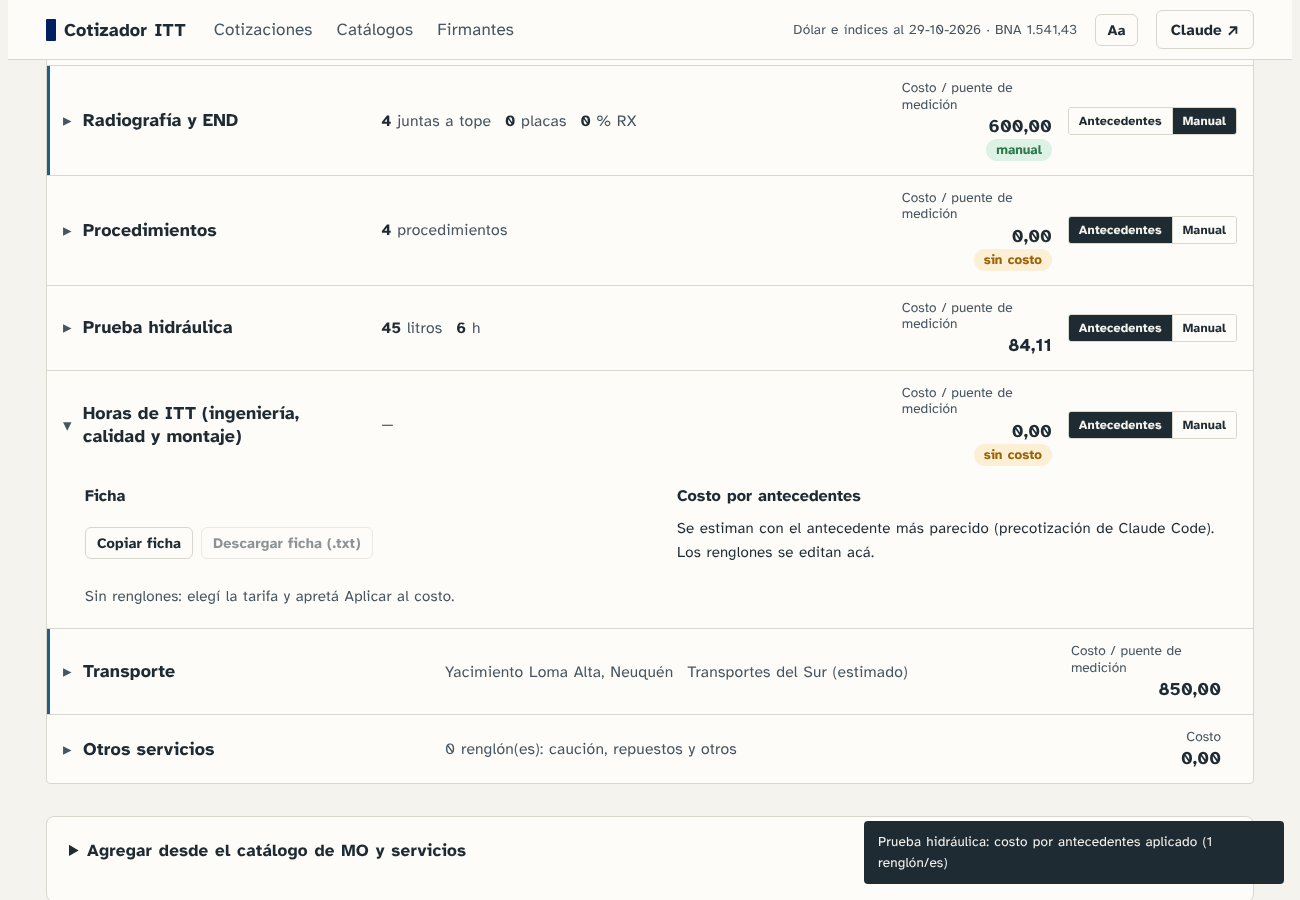 Cotizador ITT
Cotizaciones
Catálogos
Firmantes
Dólar e índices al 29-10-2026 · BNA 1.541,43
Aa
Claude ↗
▸ Radiografía y END
4 juntas a tope 0 placas 0 % RX
Costo / puente de
medición
600,00
manual
Antecedentes Manual
▸ Procedimientos
4 procedimientos
Costo / puente de
medición
0,00
sin costo
Antecedentes Manual
▸ Prueba hidráulica
45 litros 6 h
Costo / puente de
medición
84,11
Antecedentes Manual
▾ Horas de ITT (ingeniería,
calidad y montaje)
—
Costo / puente de
medición
0,00
sin costo
Antecedentes Manual
Ficha
Copiar ficha
Descargar ficha (.txt)
Sin renglones: elegí la tarifa y apretá Aplicar al costo.
Costo por antecedentes
Se estiman con el antecedente más parecido (precotización de Claude Code).
Los renglones se editan acá.
▸ Transporte
Yacimiento Loma Alta, Neuquén Transportes del Sur (estimado)
Costo / puente de
medición
850,00
▸ Otros servicios
0 renglón(es): caución, repuestos y otros
Costo
0,00
▸ Agregar desde el catálogo de MO y servicios
Prueba hidráulica: costo por antecedentes aplicado (1
renglón/es)